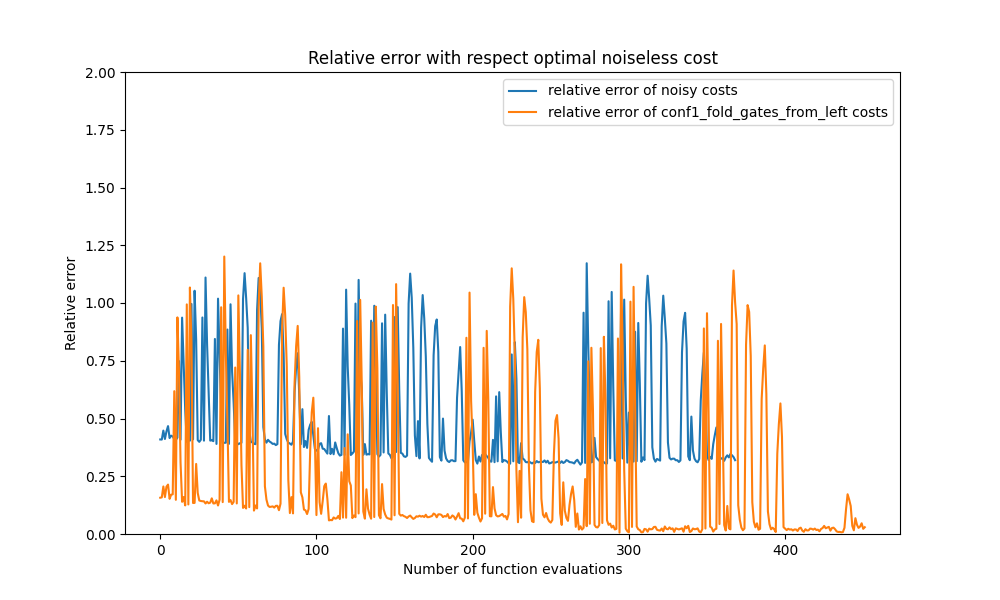 Relative error with respect optimal noiseless cost
relative error of noisy costs
relative error of conf1_fold_gates_from_left costs
Relative error
2.00
1.75
1.50
1.25
1.00
0.75
0.50
0.25
0.00
0 100 200 300 400
Number of function evaluations